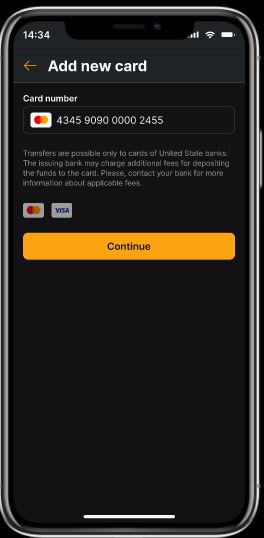 14:34
Add new card
Card number
4345 9090 0000 2455
Transfers are possible only to cards of United State banks.
The issuing bank may charge additional fees for depositing
the funds to the card. Please, contact your bank for more
information about applicable fees.
VISA
Continue